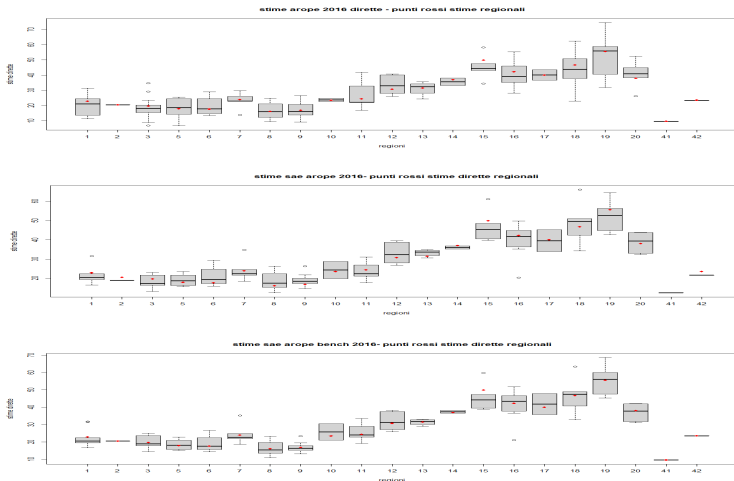 stime arope 2016 dirette - punti rossi stime regionali
stime dirette
1 2 3 5 6 7 8 9 10 11 12 13 14 15 16 17 18 19 20 41 42
regioni
stime sae arope 2016- punti rossi stime dirette regionali
stime dirette
1 2 3 5 6 7 8 9 10 11 12 13 14 15 16 17 18 19 20 41 42
regioni
stime sae arope bench 2016- punti rossi stime dirette regionali
stime dirette
1 2 3 5 6 7 8 9 10 11 12 13 14 15 16 17 18 19 20 41 42
regioni